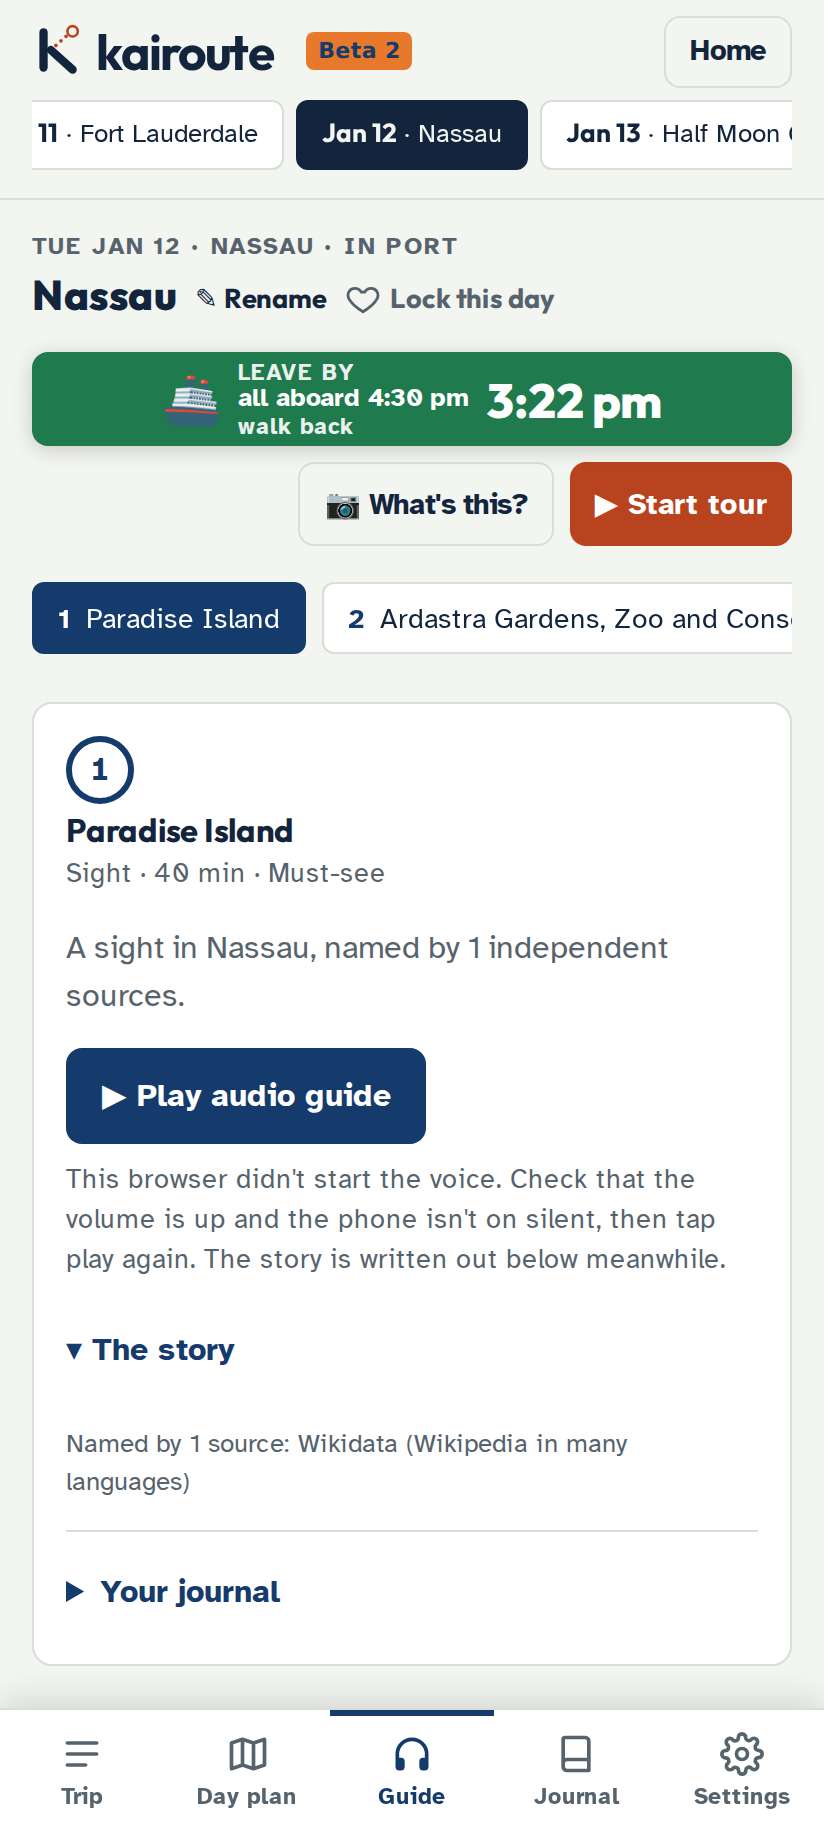 kairoute Beta 2 Home
11 · Fort Lauderdale Jan 12 · Nassau Jan 13 · Half Moon
TUE JAN 12 · NASSAU · IN PORT
Nassau ✎ Rename Lock this day
LEAVE BY
all aboard 4:30 pm 3:22 pm
walk back
What's this? ▶ Start tour
1 Paradise Island 2 Ardastra Gardens, Zoo and Cons
1
Paradise Island
Sight · 40 min · Must-see
A sight in Nassau, named by 1 independent
sources.
▶ Play audio guide
This browser didn't start the voice. Check that the
volume is up and the phone isn't on silent, then tap
play again. The story is written out below meanwhile.
▼ The story
Named by 1 source: Wikidata (Wikipedia in many
languages)
▶ Your journal
Trip Day plan Guide Journal Settings